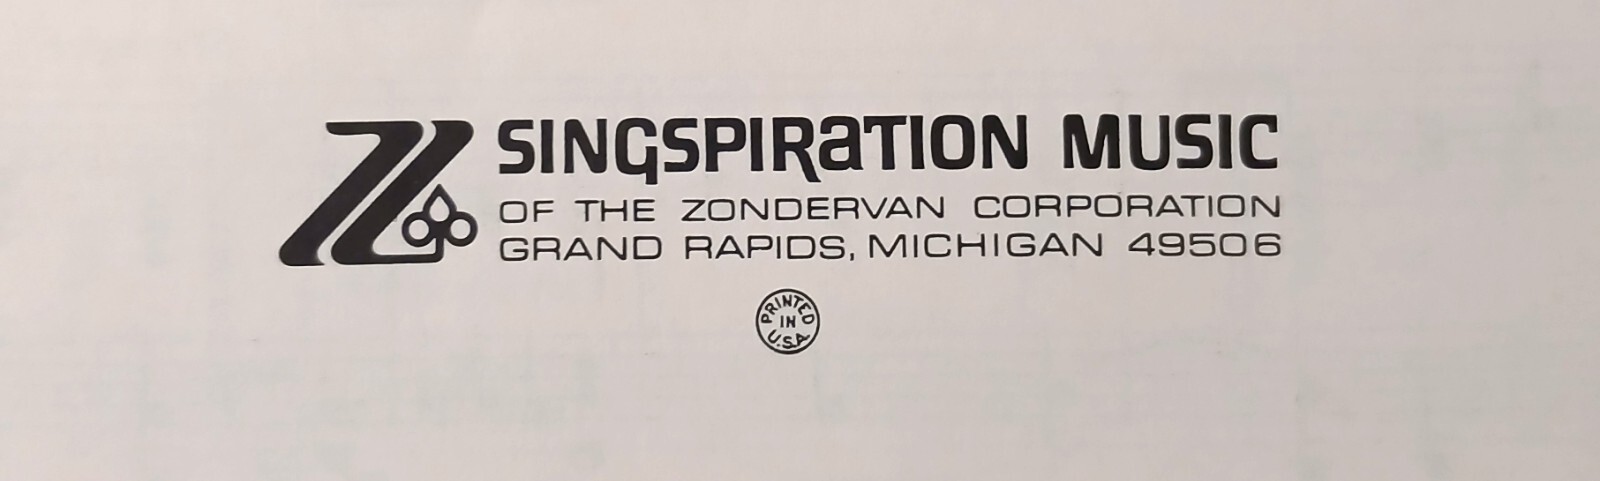 SINGSPIRaTION MUSIC
OF THE ZONDERVAN CORPORATION
GRAND RAPIDS, MICHIGAN 49506
PRINTED
IN
U.S.A.